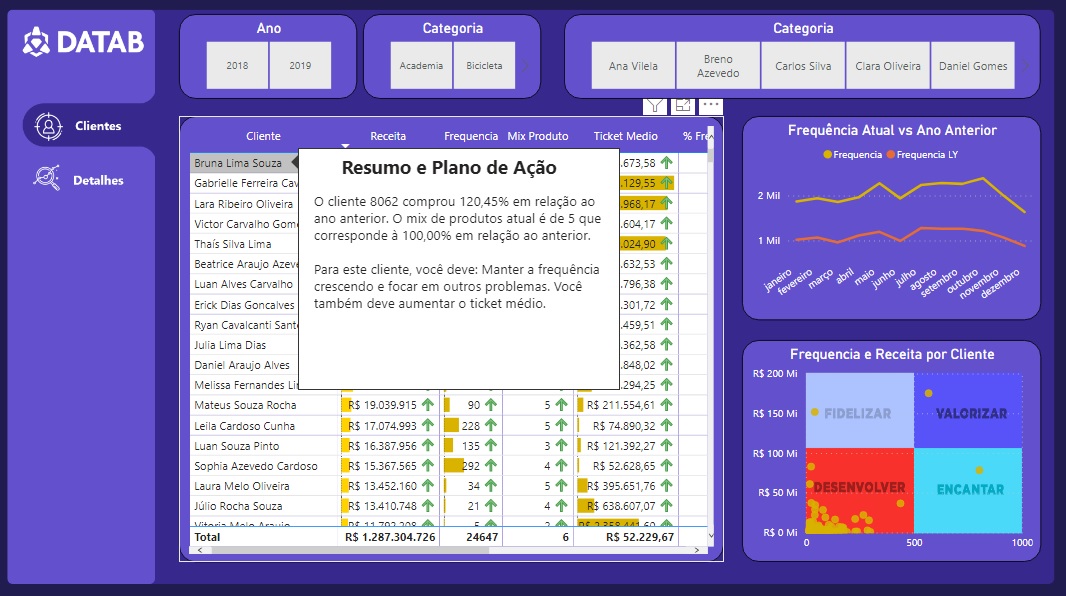 DATAB
Ano
2018
2019
Categoria
Academia
Bicicleta
Categoria
Ana Vilela
Breno Azevedo
Carlos Silva
Clara Oliveira
Daniel Gomes
Clientes
Detalhes
Cliente Receita Frequencia Mix Produto Ticket Medio % Fre
Bruna Lima Souza .673,58
Gabrielle Ferreira Cav .129,55
Lara Ribeiro Oliveira .968,17
Victor Carvalho Gom .604,17
Thaís Silva Lima .024,90
Beatrice Araujo Azeve .632,53
Luan Alves Carvalho .796,38
Erick Dias Goncalves .301,72
Ryan Cavalcanti Sant .459,51
Julia Lima Dias .362,58
Daniel Araujo Alves .848,02
Melissa Fernandes Li .294,25
Mateus Souza Rocha R$ 19.039.915 90 5 R$ 211.554,61
Leila Cardoso Cunha R$ 17.074.993 228 5 R$ 74.890,32
Luan Souza Pinto R$ 16.387.956 135 3 R$ 121.392,27
Sophia Azevedo Cardoso R$ 15.367.565 292 4 R$ 52.628,65
Laura Melo Oliveira R$ 13.452.160 34 5 R$ 395.651,76
Júlio Rocha Souza R$ 13.410.748 21 4 R$ 638.607,07
Vitoria Melo Araujo R$ 11.792.208 5 2 R$ 2.358.441,60
Total R$ 1.287.304.726 24647 6 R$ 52.229,67
Resumo e Plano de Ação
O cliente 8062 comprou 120,45% em relação ao
ano anterior. O mix de produtos atual é de 5 que
corresponde à 100,00% em relação ao anterior.
Para este cliente, você deve: Manter a frequência
crescendo e focar em outros problemas. Você
também deve aumentar o ticket médio.
Frequência Atual vs Ano Anterior
Frequencia Frequencia LY
2 Mil
1 Mil
janeiro
fevereiro
março
abril
maio
junho
julho
agosto
setembro
outubro
novembro
dezembro
Frequencia e Receita por Cliente
R$ 200 Mi
R$ 150 Mi
R$ 100 Mi
R$ 50 Mi
R$ 0 Mi
FIDELIZAR
VALORIZAR
DESENVOLVER
ENCANTAR
0 500 1000